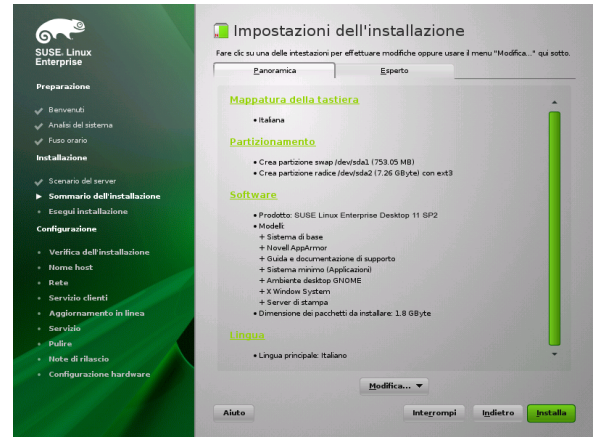 SUSE. Linux
Enterprise
Preparazione
Benvenuti
Analisi del sistema
Fuso orario
Installazione
Scenario del server
Sommario dell'installazione
Esegui installazione
Configurazione
Verifica dell'installazione
Nome host
Rete
Servizio clienti
Aggiornamento in linea
Servizio
Pulire
Note di rilascio
Configurazione hardware
Impostazioni dell'installazione
Fare clic su una delle intestazioni per effettuare modifiche oppure usare il menu "Modifica..." qui sotto.
Panoramica
Esperto
Mappatura della tastiera
• Italiana
Partizionamento
• Crea partizione swap /dev/sda1 (753.05 MB)
• Crea partizione radice /dev/sda2 (7.26 GByte) con ext3
Software
• Prodotto: SUSE Linux Enterprise Desktop 11 SP2
• Modelli:
+ Sistema di base
+ Novell AppArmor
+ Guida e documentazione di supporto
+ Sistema minimo (Applicazioni)
+ Ambiente desktop GNOME
+ X Window System
+ Server di stampa
• Dimensione dei pacchetti da installare: 1.8 GByte
Lingua
• Lingua principale: Italiano
Modifica...
Aiuto
Interrompi
Indietro
Installa